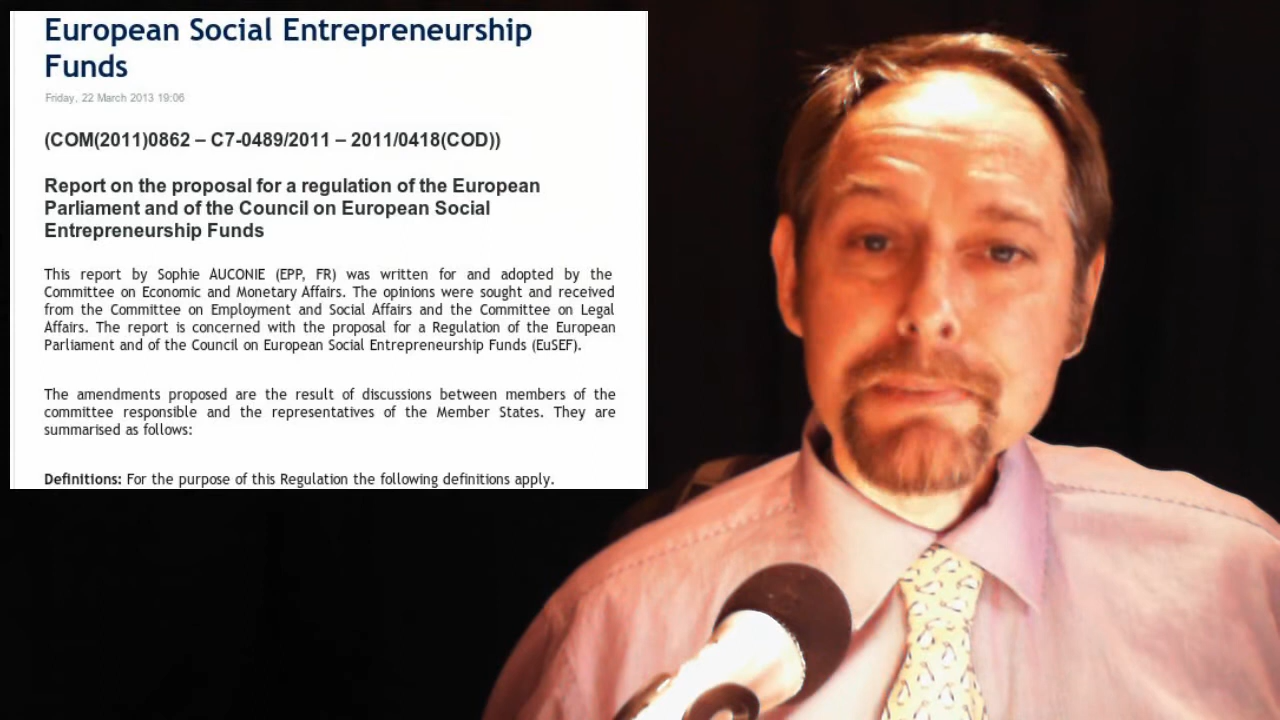 European Social Entrepreneurship
Funds
Friday, 22 March 2013 19:06
(COM(2011)0862 – C7-0489/2011 – 2011/0418(COD))
Report on the proposal for a regulation of the European
Parliament and of the Council on European Social
Entrepreneurship Funds
This report by Sophie AUCONIE (EPP, FR) was written for and adopted by the
Committee on Economic and Monetary Affairs. The opinions were sought and received
from the Committee on Employment and Social Affairs and the Committee on Legal
Affairs. The report is concerned with the proposal for a Regulation of the European
Parliament and of the Council on European Social Entrepreneurship Funds (EuSEF).
The amendments proposed are the result of discussions between members of the
committee responsible and the representatives of the Member States. They are
summarised as follows:
Definitions: For the purpose of this Regulation the following definitions apply.